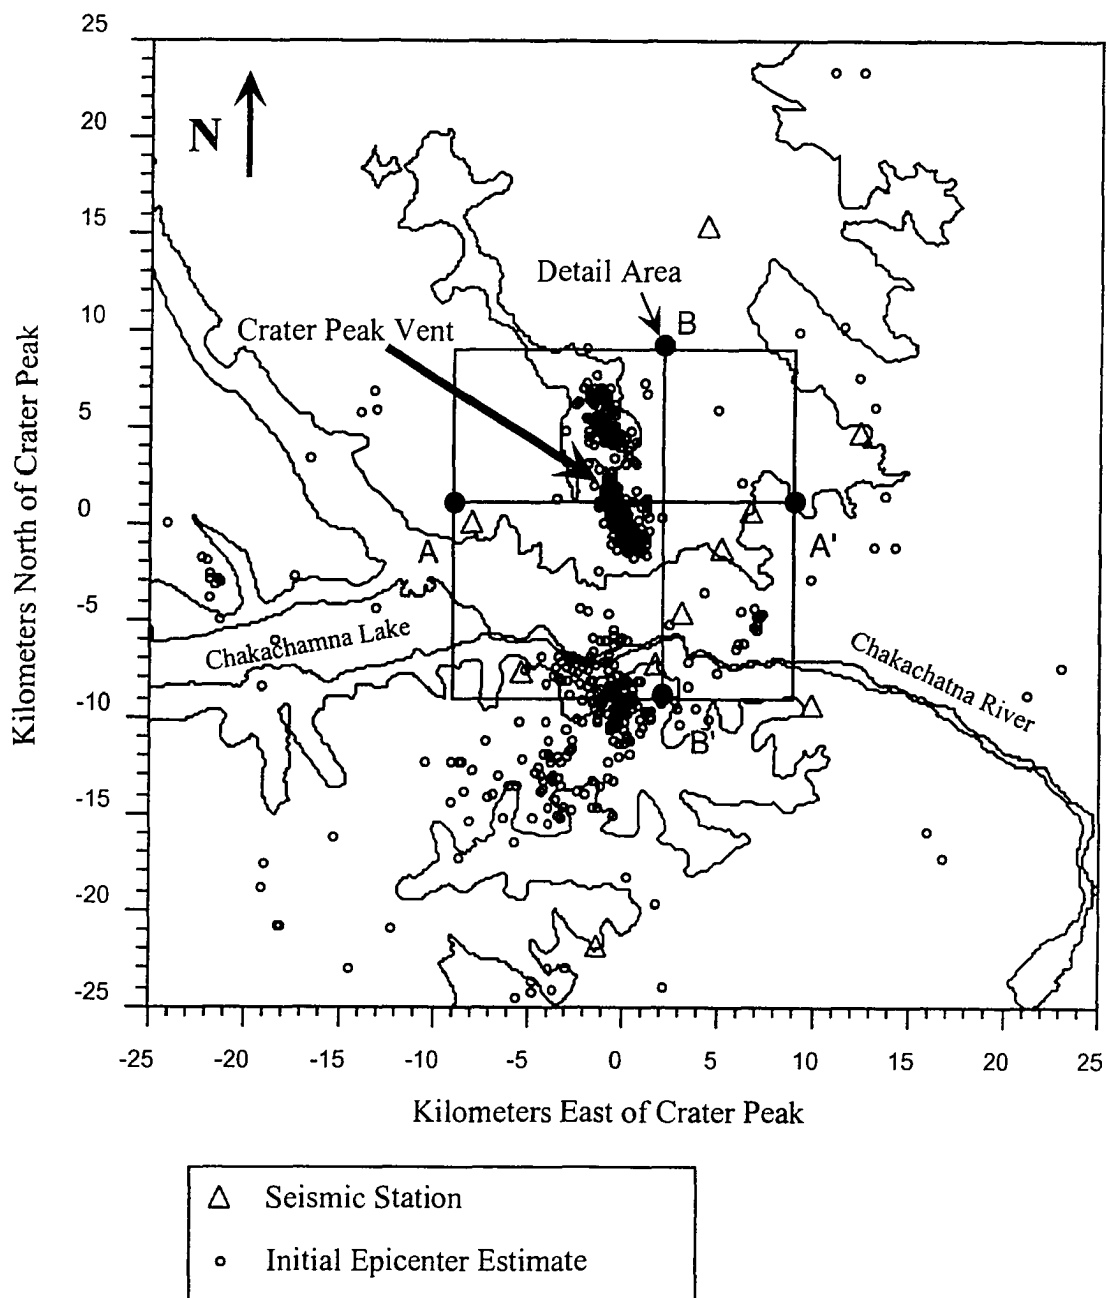 25
20
15
10
5
0
-5
-10
-15
-20
-25
Kilometers North of Crater Peak
N
Detail Area
B
Crater Peak Vent
A
A'
Chakachamna Lake
Chakachatna River
B'
-25 -20 -15 -10 -5 0 5 10 15 20 25
Kilometers East of Crater Peak
Seismic Station
Initial Epicenter Estimate